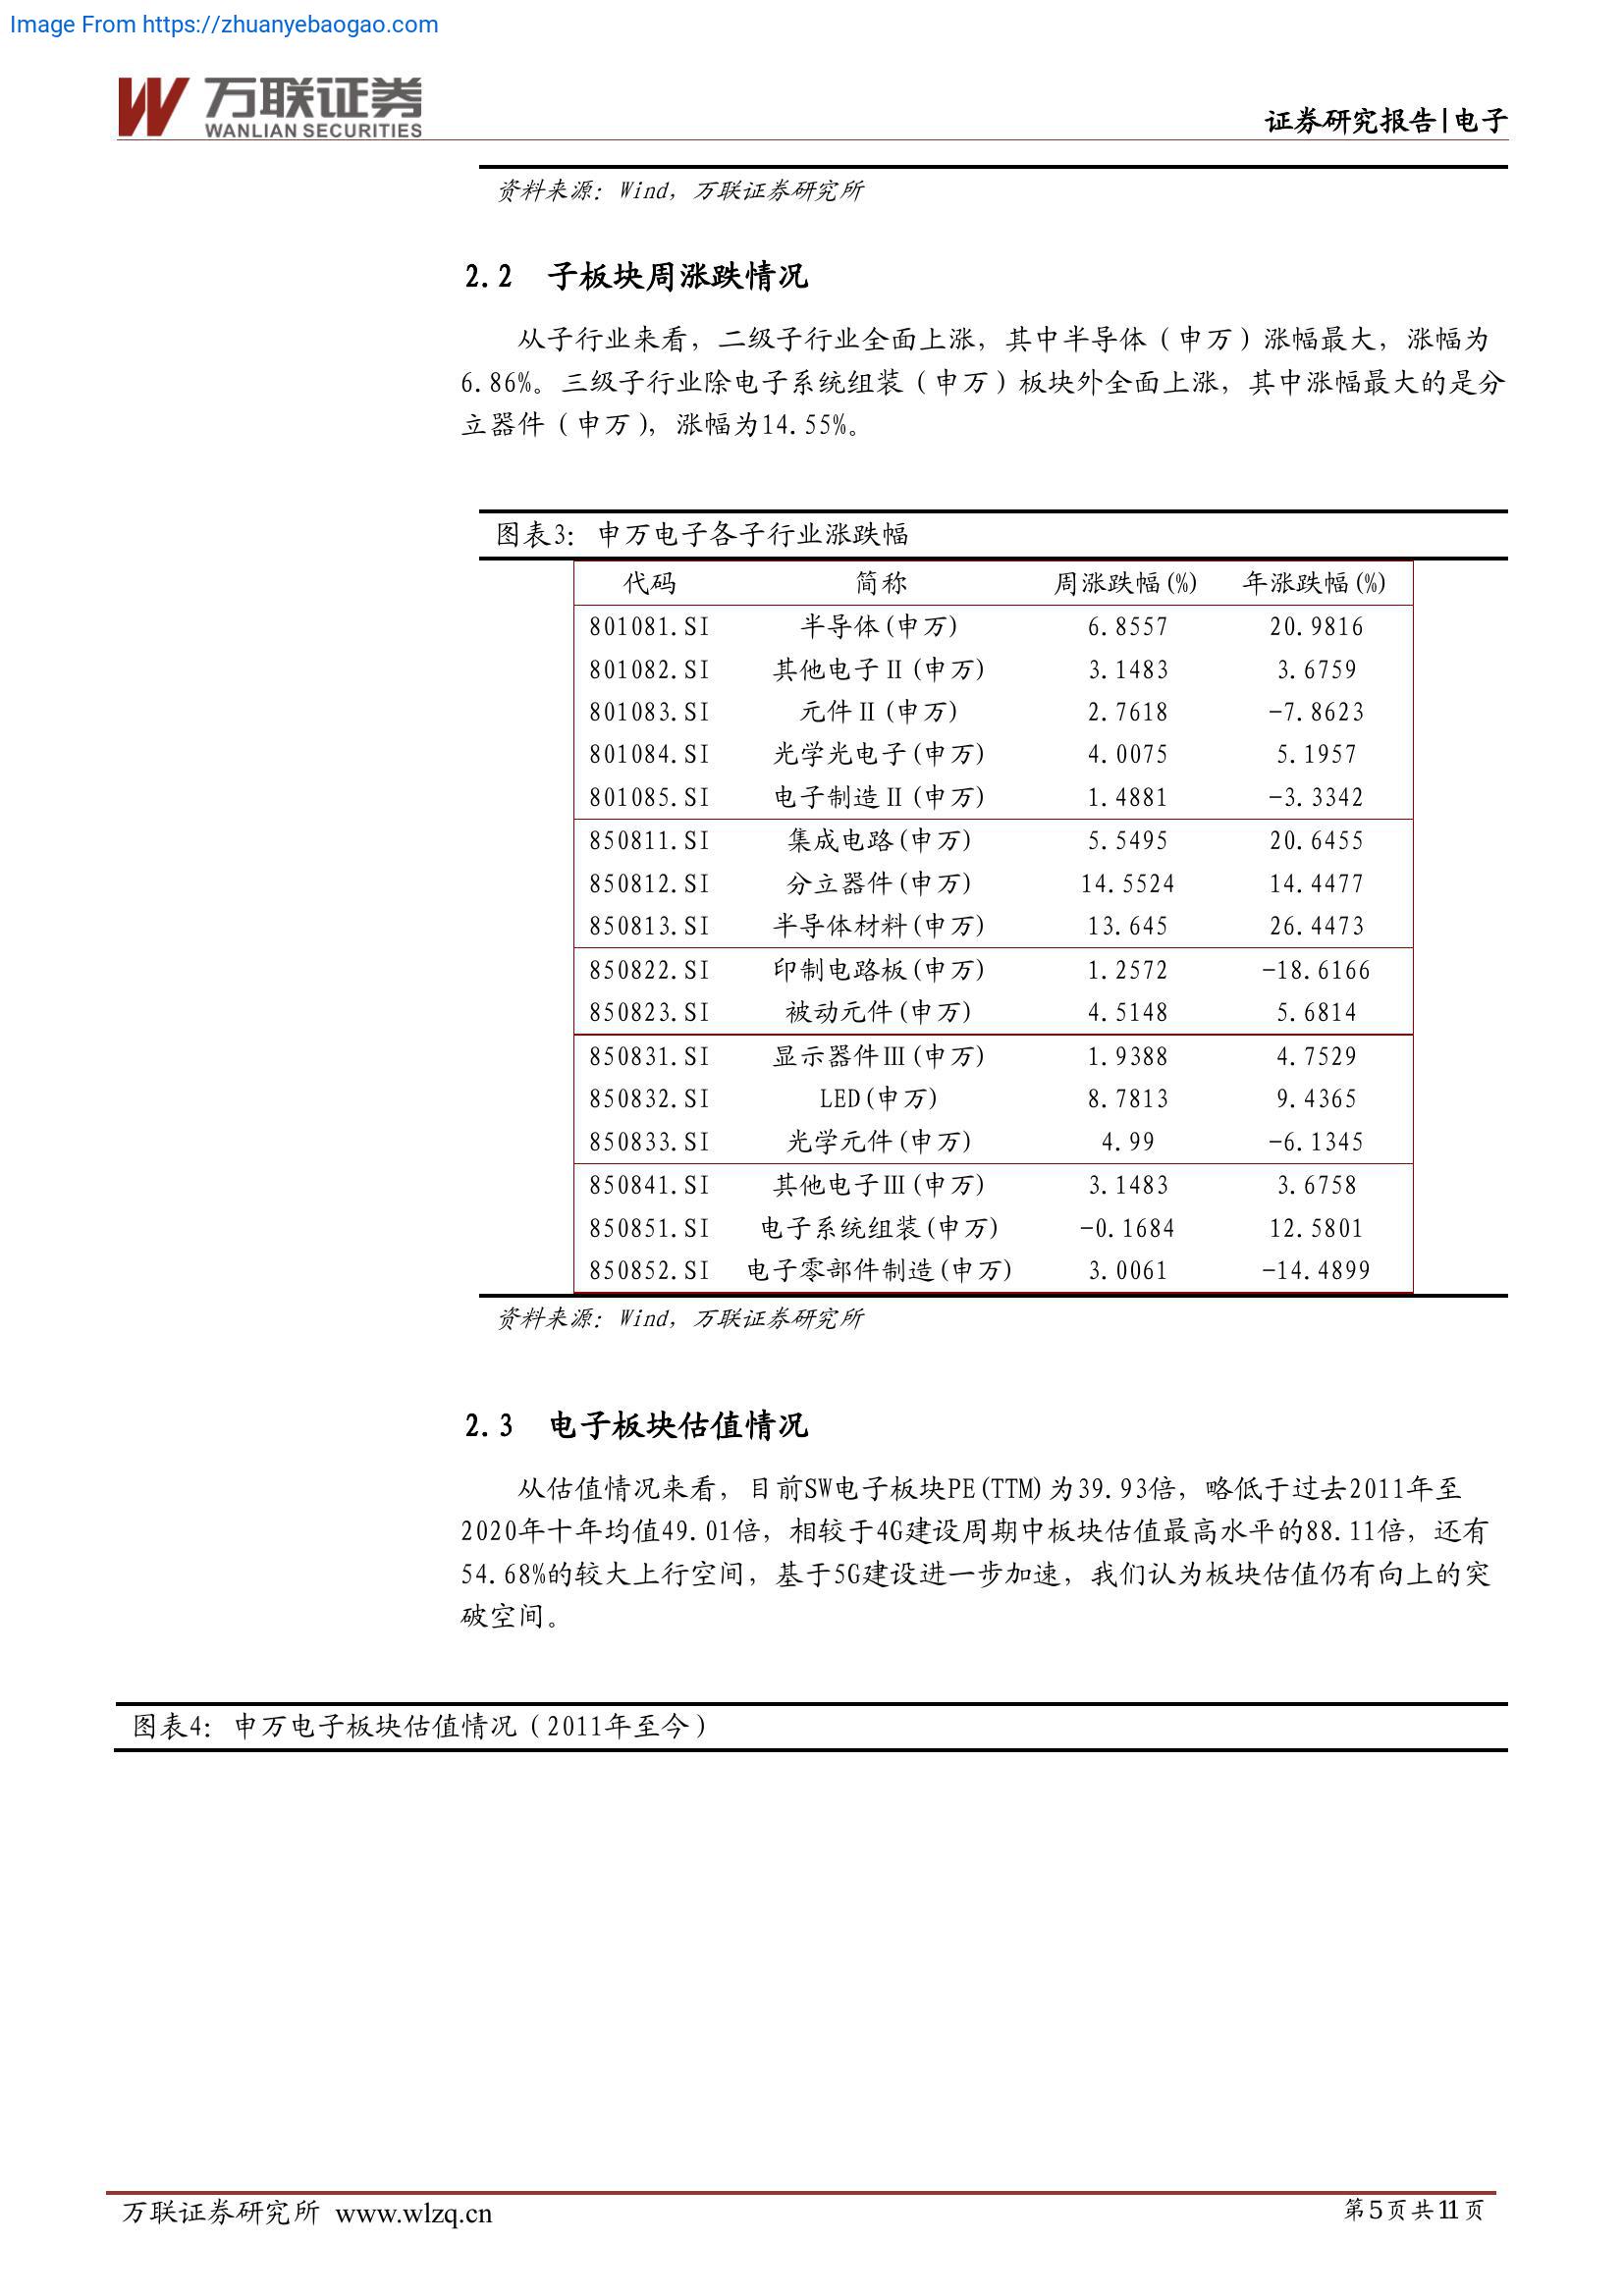 Image From https://zhuanyebaogao.com
万联证券
WANLIAN SECURITIES
证券研究报告|电子
资料来源：Wind，万联证券研究所
2.2 子板块周涨跌情况
从子行业来看，二级子行业全面上涨，其中半导体（申万）涨幅最大，涨幅为
6.86%。三级子行业除电子系统组装（申万）板块外全面上涨，其中涨幅最大的是分
立器件（申万），涨幅为14.55%。
图表3：申万电子各子行业涨跌幅
代码 简称 周涨跌幅(%) 年涨跌幅(%)
801081.SI 半导体(申万) 6.8557 20.9816
801082.SI 其他电子Ⅱ(申万) 3.1483 3.6759
801083.SI 元件Ⅱ(申万) 2.7618 -7.8623
801084.SI 光学光电子(申万) 4.0075 5.1957
801085.SI 电子制造Ⅱ(申万) 1.4881 -3.3342
850811.SI 集成电路(申万) 5.5495 20.6455
850812.SI 分立器件(申万) 14.5524 14.4477
850813.SI 半导体材料(申万) 13.645 26.4473
850822.SI 印制电路板(申万) 1.2572 -18.6166
850823.SI 被动元件(申万) 4.5148 5.6814
850831.SI 显示器件Ⅲ(申万) 1.9388 4.7529
850832.SI LED(申万) 8.7813 9.4365
850833.SI 光学元件(申万) 4.99 -6.1345
850841.SI 其他电子Ⅲ(申万) 3.1483 3.6758
850851.SI 电子系统组装(申万) -0.1684 12.5801
850852.SI 电子零部件制造(申万) 3.0061 -14.4899
资料来源：Wind，万联证券研究所
2.3 电子板块估值情况
从估值情况来看，目前SW电子板块PE(TTM)为39.93倍，略低于过去2011年至
2020年十年均值49.01倍，相较于4G建设周期中板块估值最高水平的88.11倍，还有
54.68%的较大上行空间，基于5G建设进一步加速，我们认为板块估值仍有向上的突
破空间。
图表4：申万电子板块估值情况（2011年至今）
万联证券研究所 www.wlzq.cn
第5页共11页